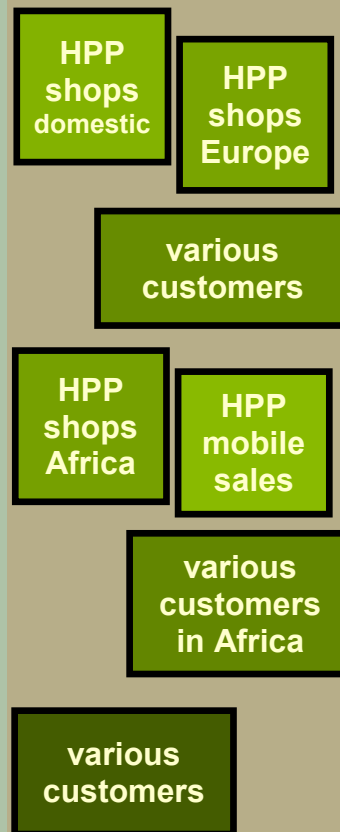 HPP
shops
domestic
HPP
shops
Europe
various
customers
HPP
shops
Africa
HPP
mobile
sales
various
customers
in Africa
various
customers